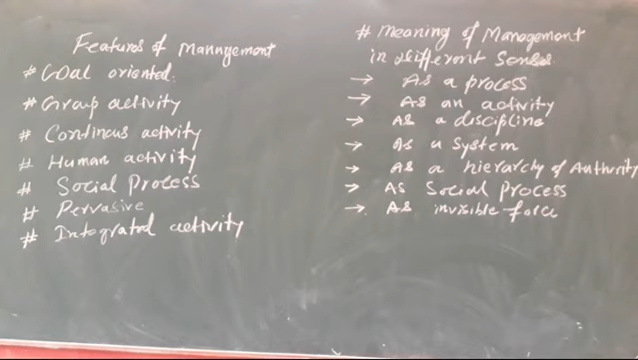 Features of Mannyement
# Goal oriented.
# Group activity
# Continous activity
# Human activity
# Social Process
# Pervasive
# Integrated activity
# Meaning of Management
in different Senses
→ As a process
→ As an activity
→ As a discipline
→ As a System
→ As a hierarchy of Authurity
→ As Social process
→ As invisible force